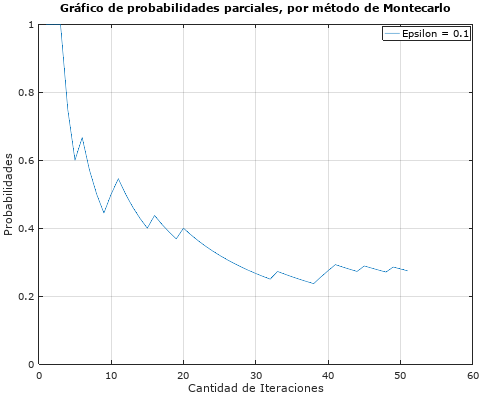 Gráfico de probabilidades parciales, por método de Montecarlo
Epsilon = 0.1
1
0.8
0.6
0.4
0.2
0
Probabilidades
0 10 20 30 40 50 60
Cantidad de Iteraciones